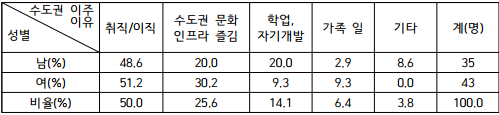 수도권 이주 이유
성별
취직/이직
수도권 문화 인프라 즐김
학업, 자기개발
가족 일
기타
계(명)
남(%) 48.6 20.0 20.0 2.9 8.6 35
여(%) 51.2 30.2 9.3 9.3 0.0 43
비율(%) 50.0 25.6 14.1 6.4 3.8 100.0